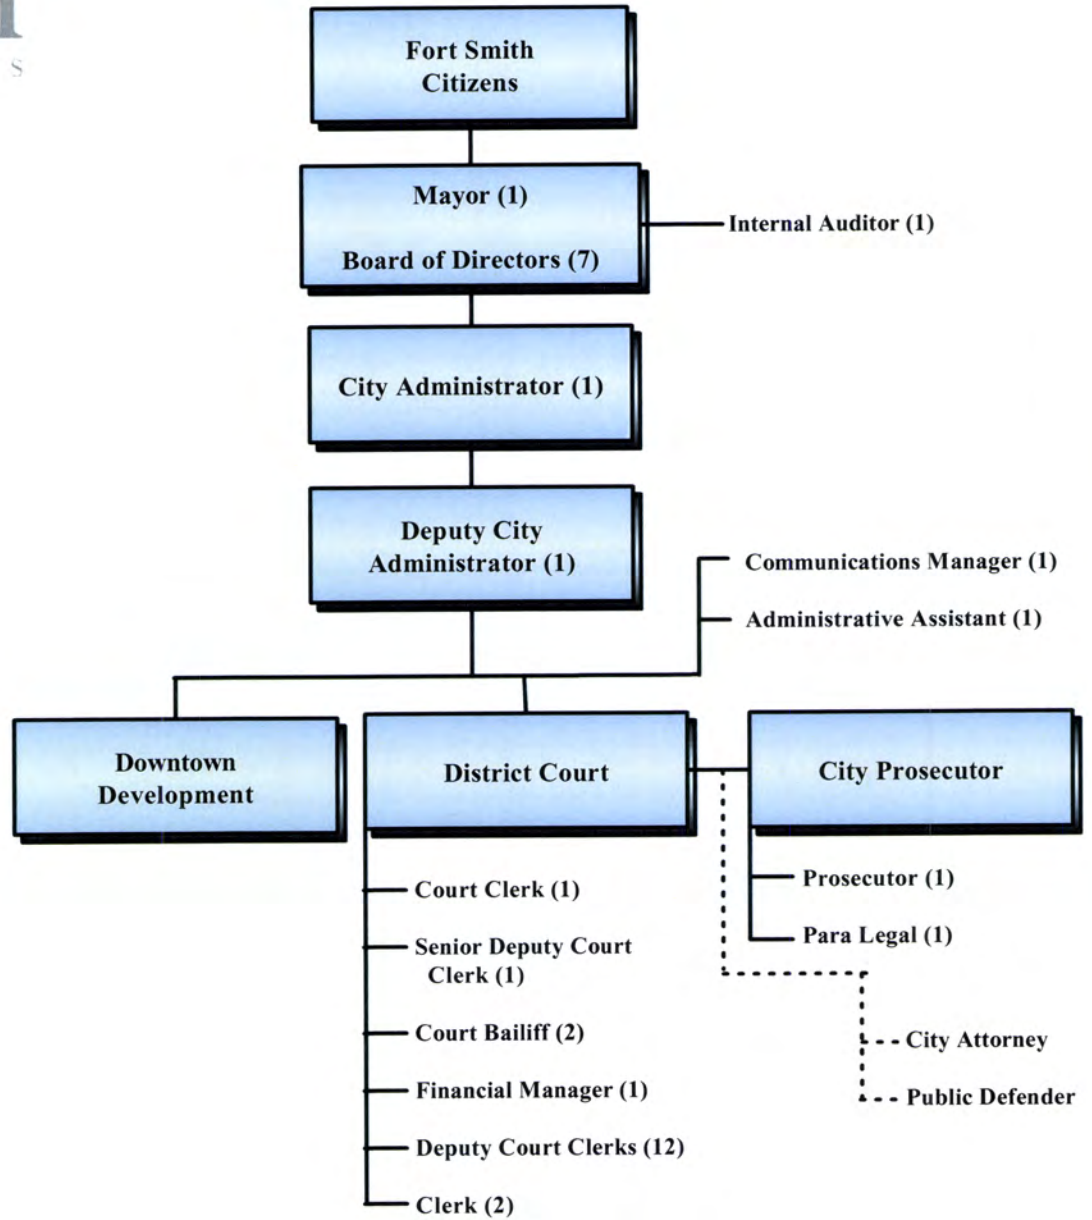 S
Fort Smith
Citizens
Mayor (1)
Board of Directors (7)
Internal Auditor (1)
City Administrator (1)
Deputy City
Administrator (1)
Communications Manager (1)
Administrative Assistant (1)
Downtown
Development
District Court
City Prosecutor
Court Clerk (1)
Senior Deputy Court
Clerk (1)
Court Bailiff (2)
Financial Manager (1)
Deputy Court Clerks (12)
Clerk (2)
Prosecutor (1)
Para Legal (1)
City Attorney
Public Defender